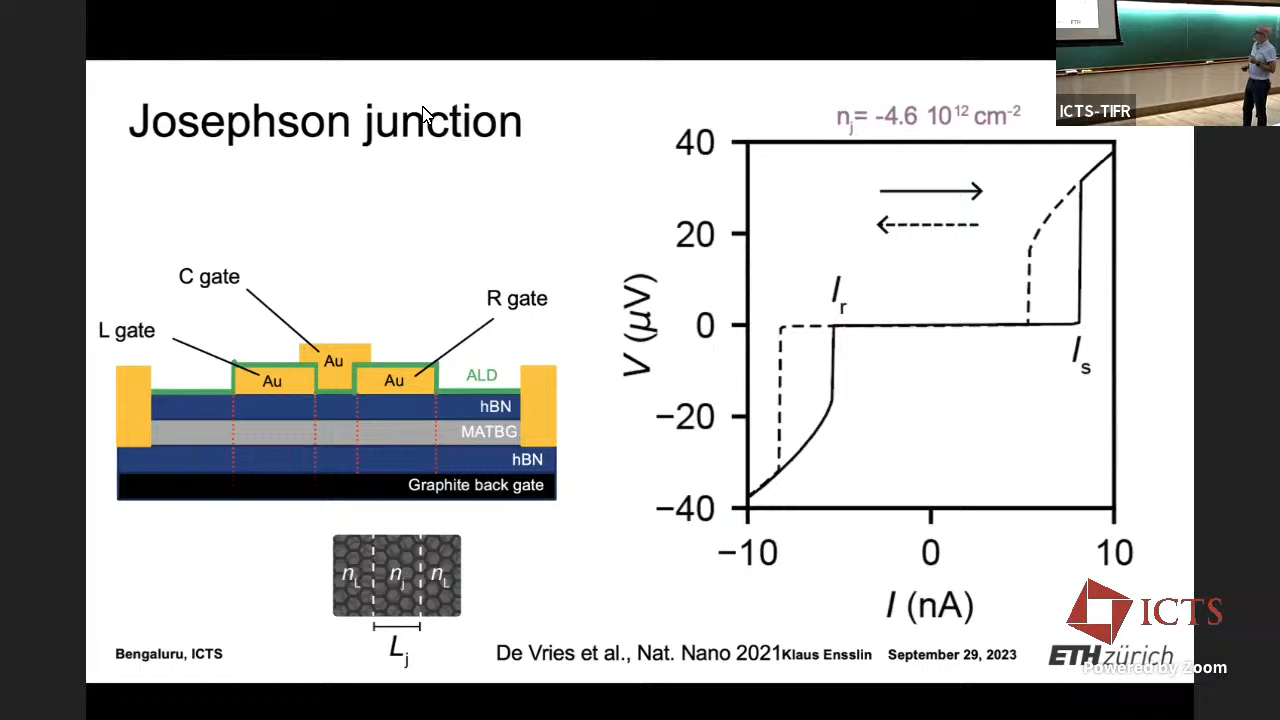 Josephson junction
C gate
R gate
L gate
Au
Au
Au
ALD
hBN
MATBG
hBN
Graphite back gate
nL nj nL
Lj
nj= -4.6 10¹² cm⁻²
40
20
0
−20
−40
V (μV)
Ir
Is
−10 0 10
I (nA)
De Vries et al., Nat. Nano 2021
Bengaluru, ICTS
Klaus Ensslin
September 29, 2023
ETH zürich
ICTS
Powered by Zoom
ICTS-TIFR
ETH